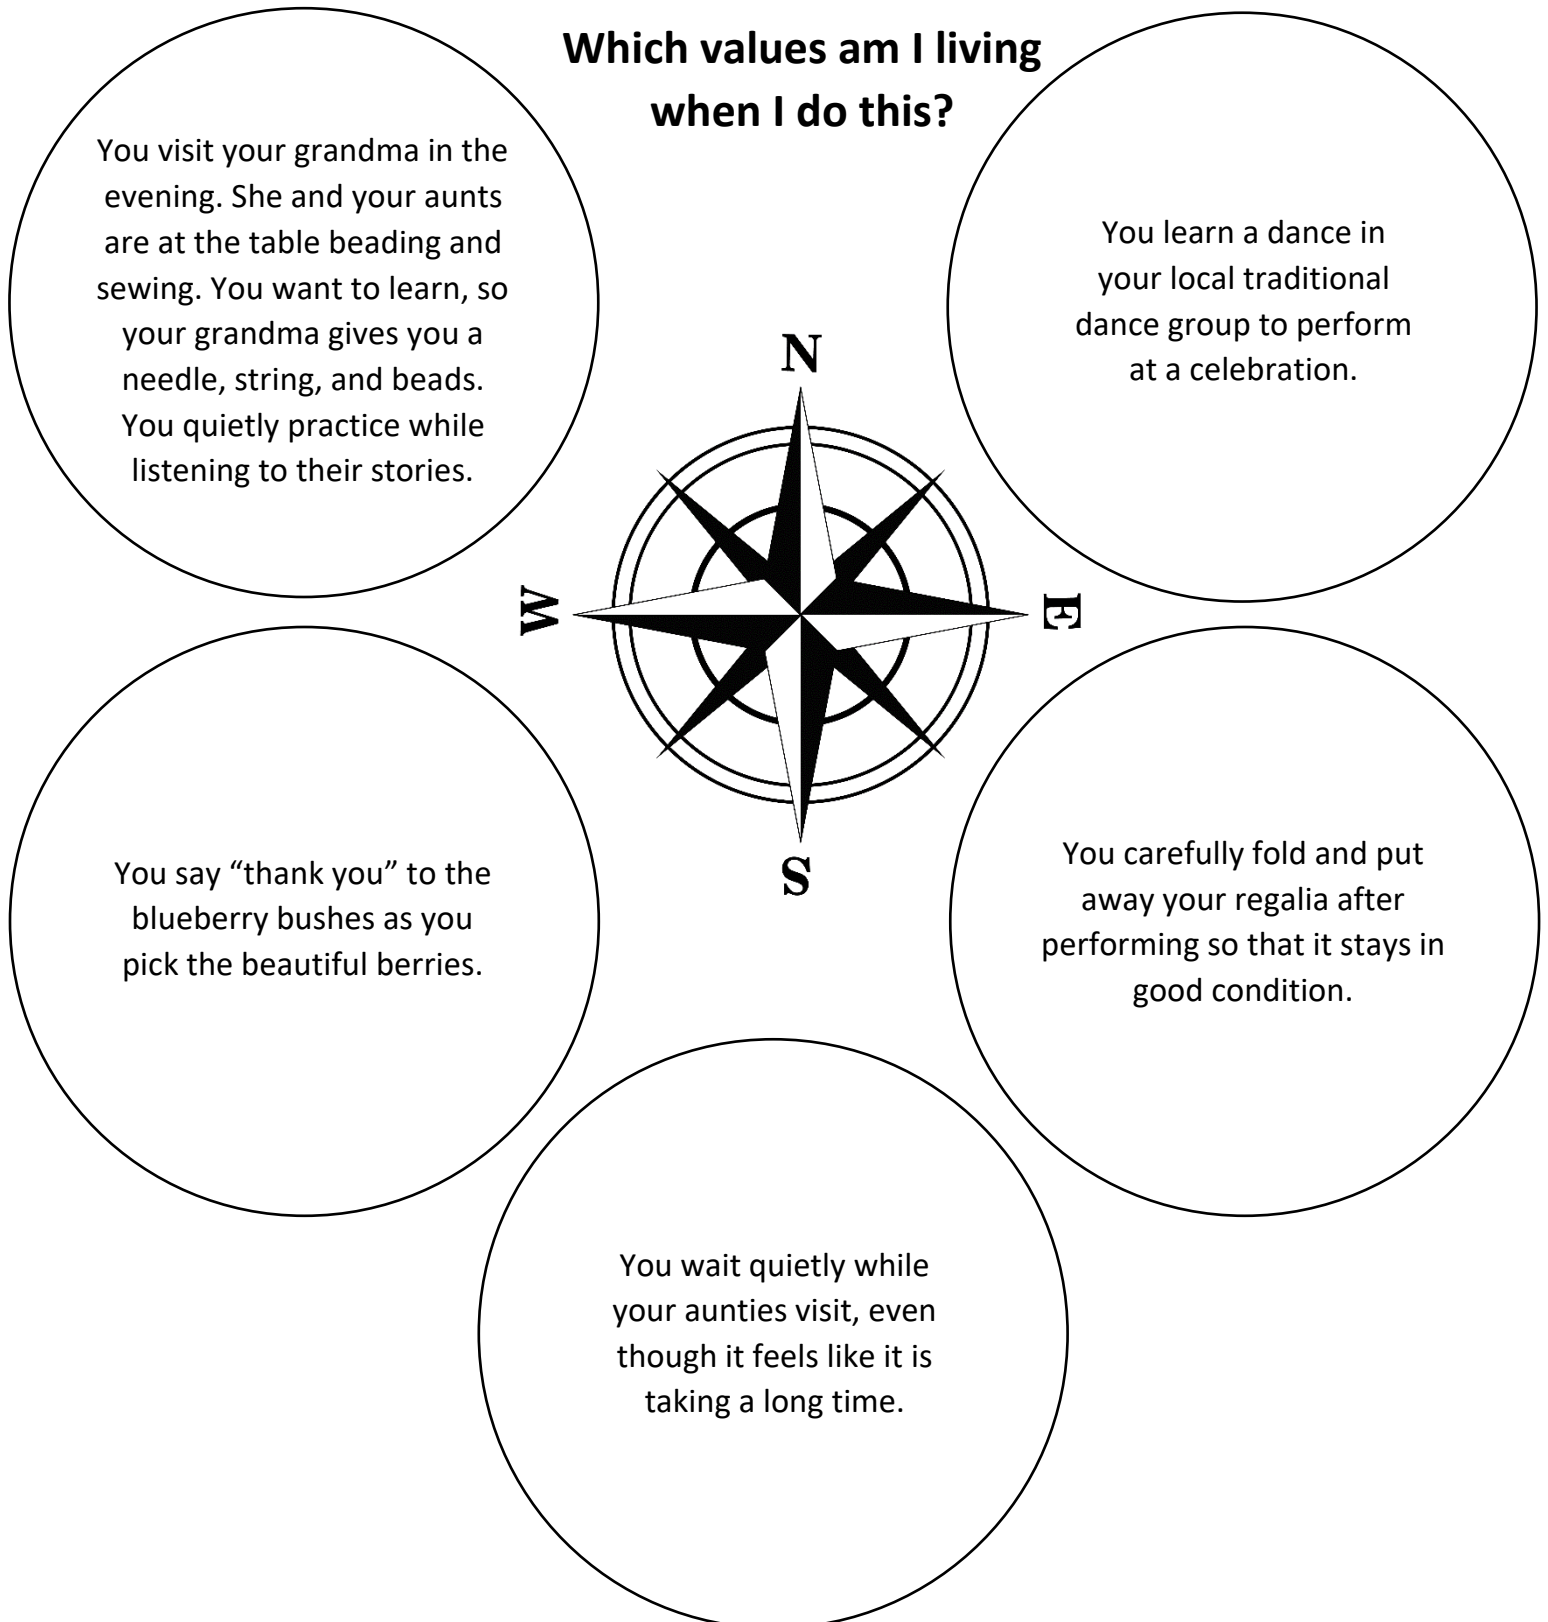 Which values am I living
when I do this?
You visit your grandma in the
evening. She and your aunts
are at the table beading and
sewing. You want to learn, so
your grandma gives you a
needle, string, and beads.
You quietly practice while
listening to their stories.
You learn a dance in
your local traditional
dance group to perform
at a celebration.
N
W
E
S
You say “thank you” to the
blueberry bushes as you
pick the beautiful berries.
You carefully fold and put
away your regalia after
performing so that it stays in
good condition.
You wait quietly while
your aunties visit, even
though it feels like it is
taking a long time.